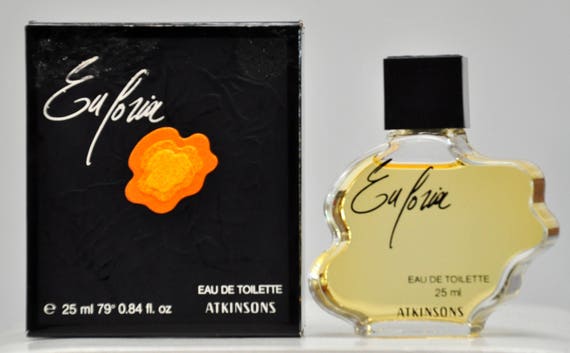 Euforia
EAU DE TOILETTE
e 25 ml 79° 0.84 fl. oz ATKINSONS
Euforia
EAU DE TOILETTE
25 ml
ATKINSONS